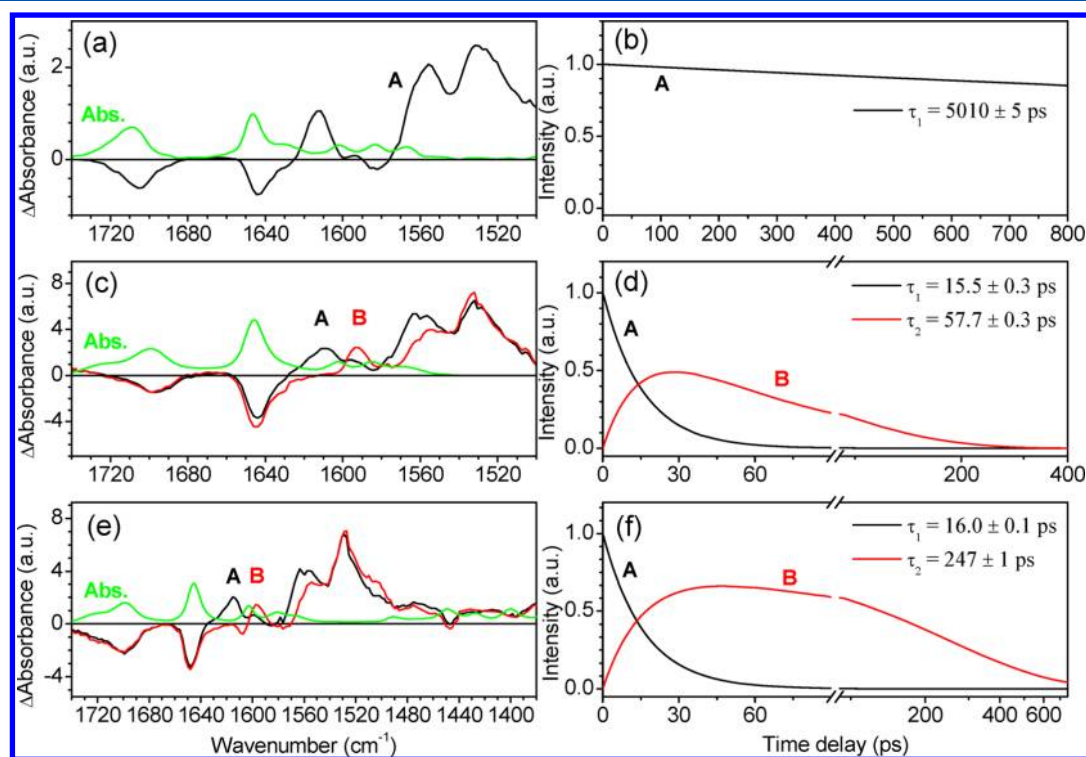 (a)
A
Abs.
ΔAbsorbance (a.u.)
2
0
1720 1680 1640 1600 1560 1520
(b)
A
τ₁ = 5010 ± 5 ps
Intensity (a.u.)
1.0
0.5
0.0
0 100 200 300 400 500 600 700 800
(c)
A
B
Abs.
ΔAbsorbance (a.u.)
8
4
0
-4
1720 1680 1640 1600 1560 1520
(d)
A
B
τ₁ = 15.5 ± 0.3 ps
τ₂ = 57.7 ± 0.3 ps
Intensity (a.u.)
1.0
0.5
0.0
0 30 60 200 400
(e)
A
B
Abs.
ΔAbsorbance (a.u.)
8
4
0
-4
1720 1680 1640 1600 1560 1520 1480 1440 1400
Wavenumber (cm⁻¹)
(f)
A
B
τ₁ = 16.0 ± 0.1 ps
τ₂ = 247 ± 1 ps
Intensity (a.u.)
1.0
0.5
0.0
0 30 60 200 400 600
Time delay (ps)